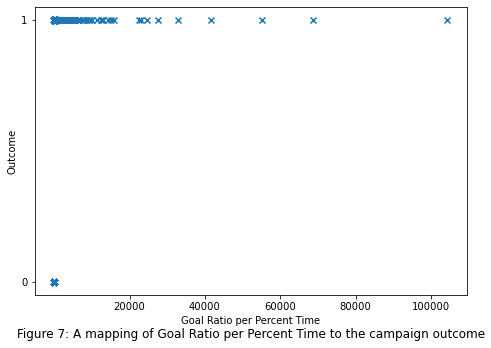 1
Outcome
0
20000 40000 60000 80000 100000
Goal Ratio per Percent Time
Figure 7: A mapping of Goal Ratio per Percent Time to the campaign outcome